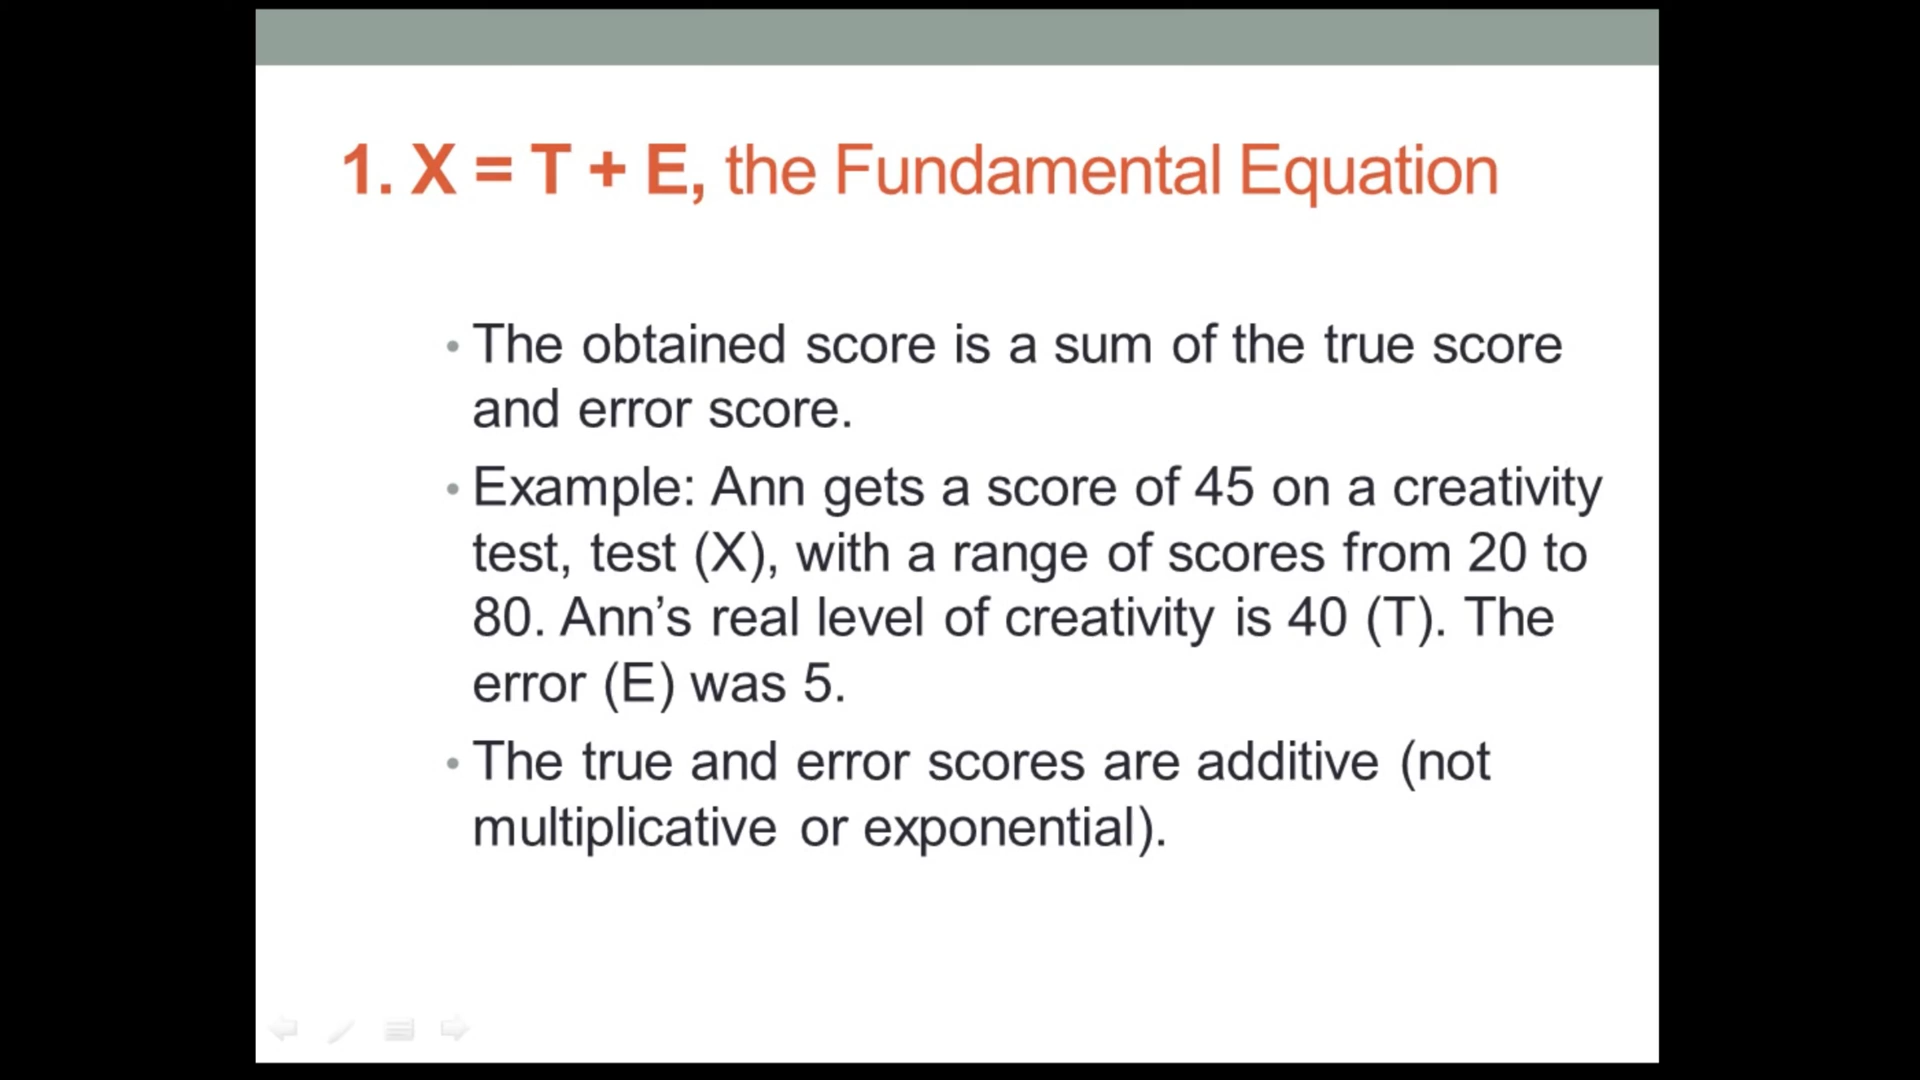 1. X = T + E, the Fundamental Equation
• The obtained score is a sum of the true score
and error score.
• Example: Ann gets a score of 45 on a creativity
test, test (X), with a range of scores from 20 to
80. Ann’s real level of creativity is 40 (T). The
error (E) was 5.
• The true and error scores are additive (not
multiplicative or exponential).